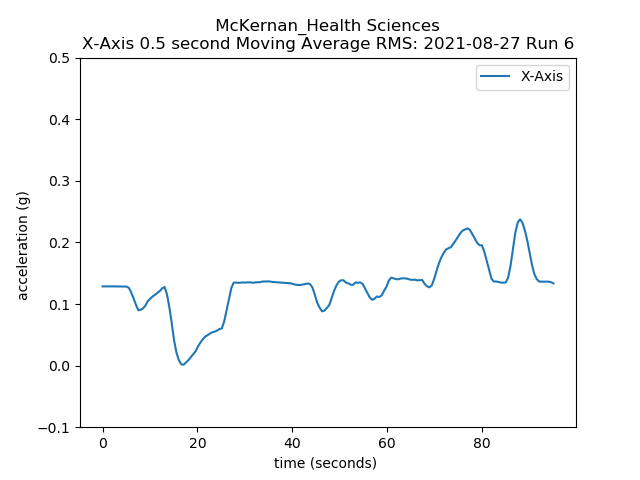 McKernan_Health Sciences
X-Axis 0.5 second Moving Average RMS: 2021-08-27 Run 6
X-Axis
0.5
0.4
0.3
0.2
0.1
0.0
−0.1
acceleration (g)
0 20 40 60 80
time (seconds)